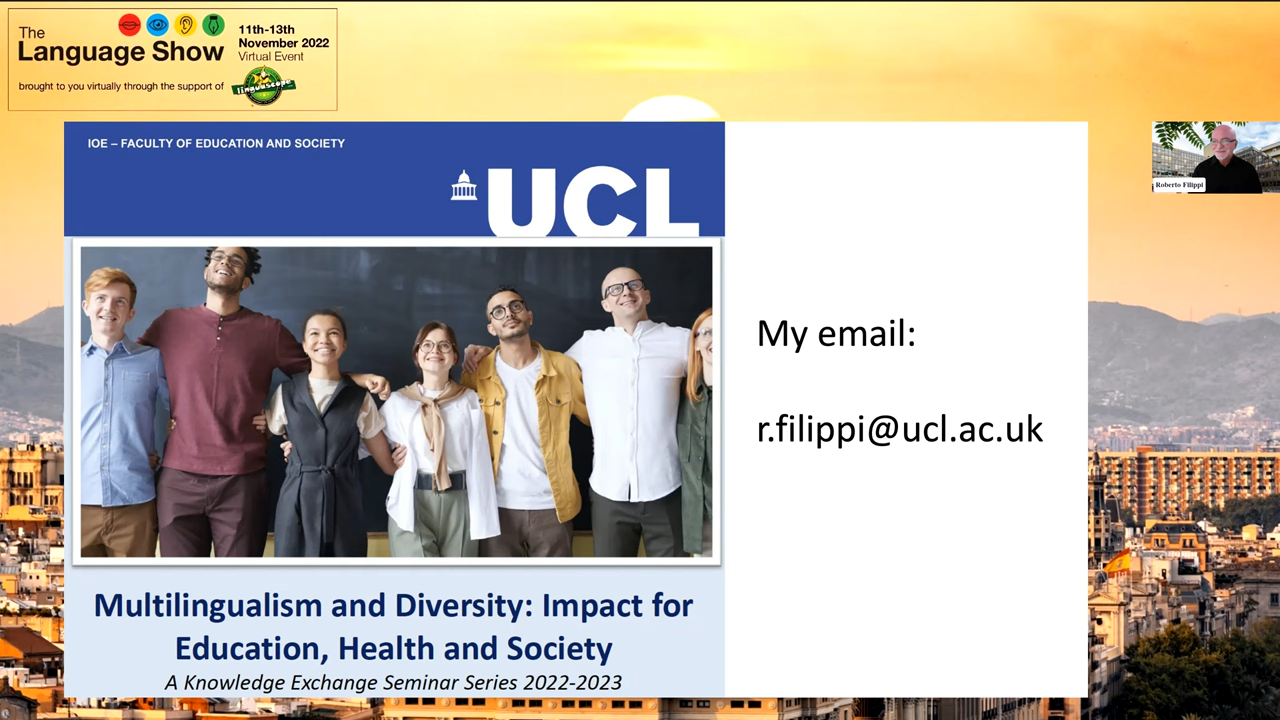 The
Language Show
11th-13th
November 2022
Virtual Event
brought to you virtually through the support of
linguascope
IOE – FACULTY OF EDUCATION AND SOCIETY
UCL
Roberto Filippi
My email:
r.filippi@ucl.ac.uk
Multilingualism and Diversity: Impact for
Education, Health and Society
A Knowledge Exchange Seminar Series 2022-2023